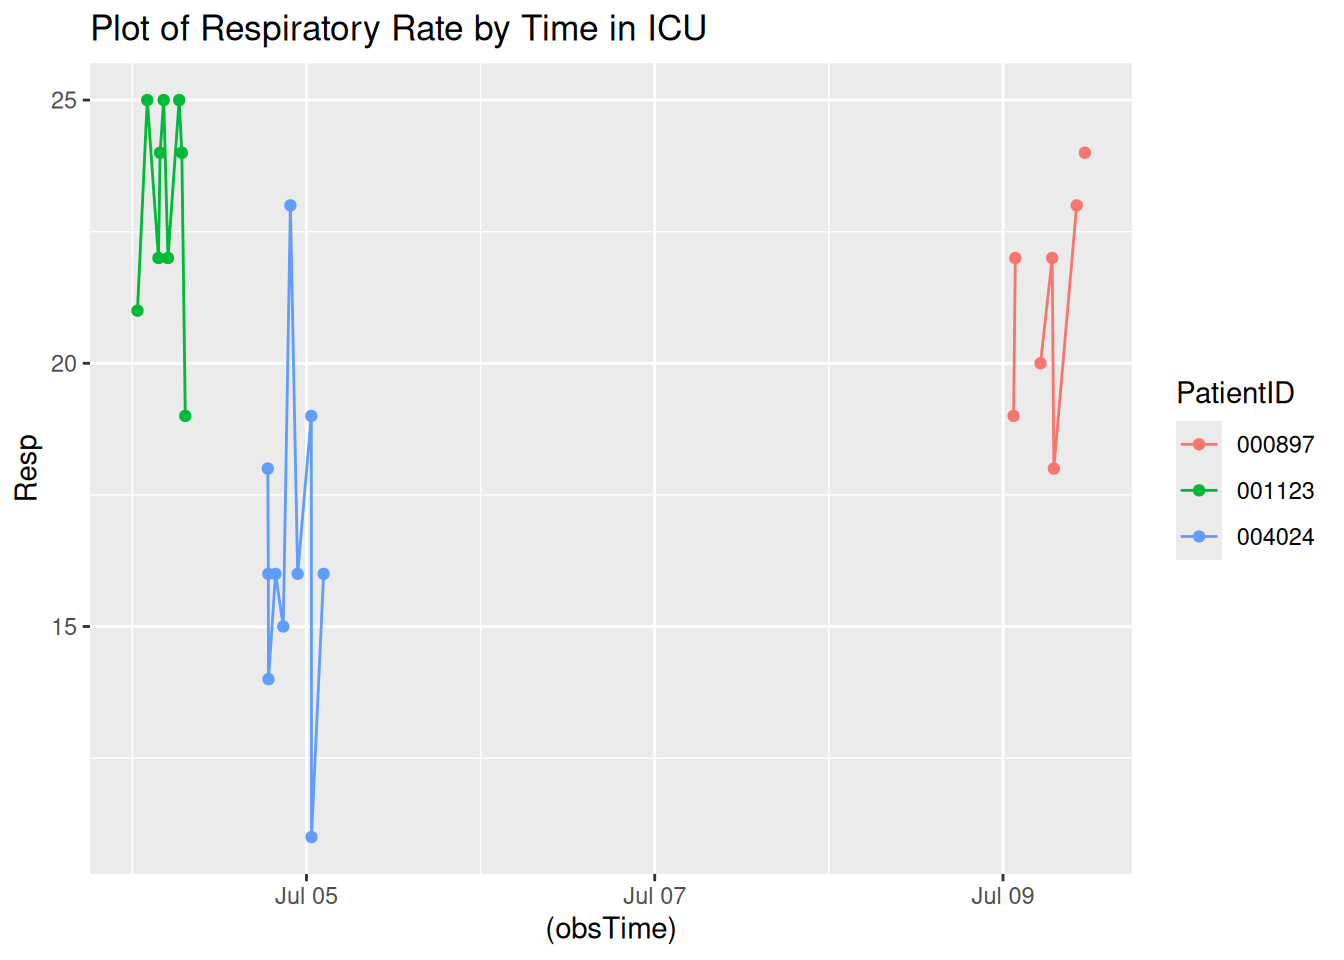 Plot of Respiratory Rate by Time in ICU
25
20
15
Resp
Jul 05
Jul 07
Jul 09
(obsTime)
PatientID
000897
001123
004024